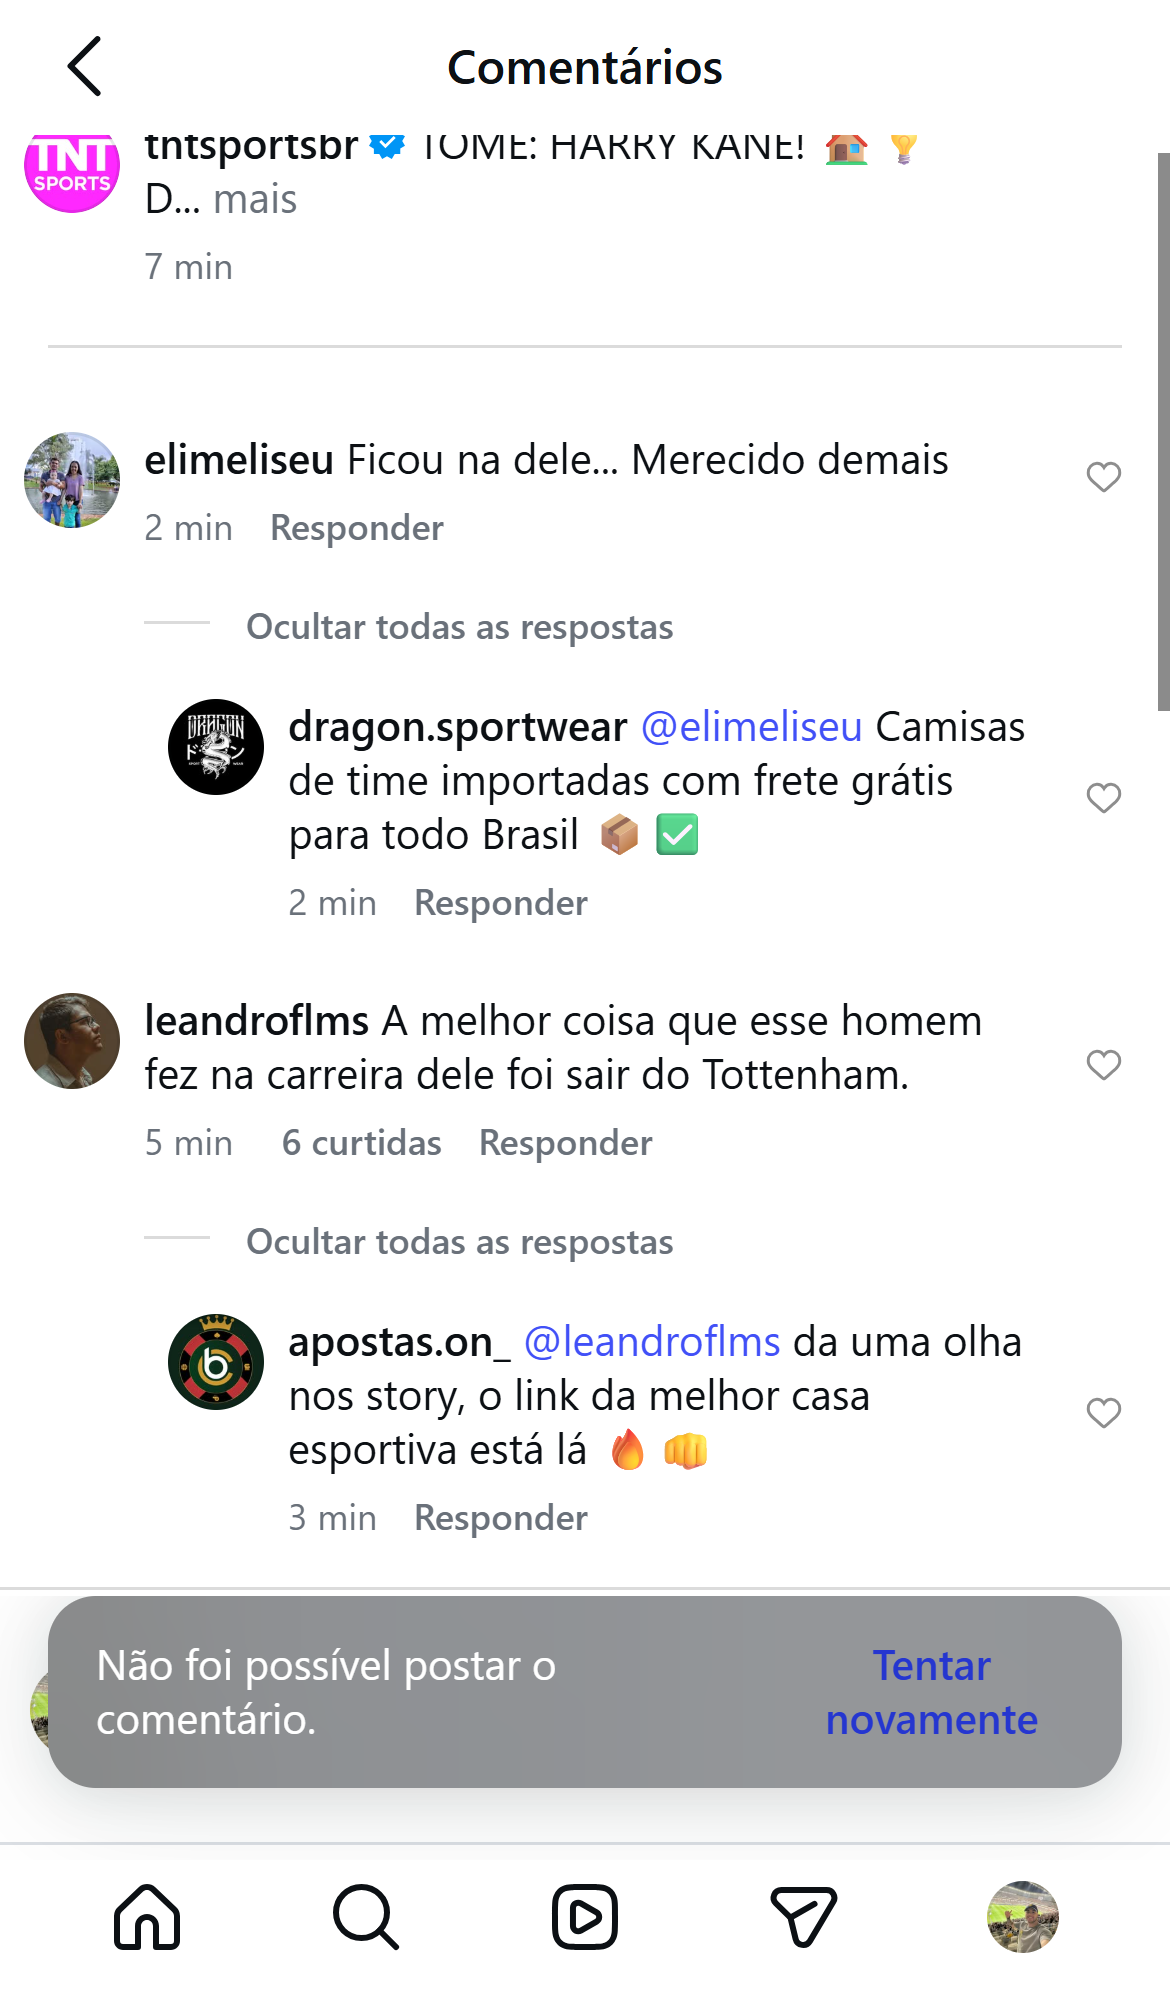 Comentários
TNT
SPORTS
tntsportsbr TOME: HARRY KANE! 🏠 💡
D... mais
7 min
elimeliseu Ficou na dele... Merecido demais
2 min Responder
Ocultar todas as respostas
DRAGON
dragon.sportwear @elimeliseu Camisas
de time importadas com frete grátis
para todo Brasil 📦 ✅
2 min Responder
leandroflms A melhor coisa que esse homem
fez na carreira dele foi sair do Tottenham.
5 min 6 curtidas Responder
Ocultar todas as respostas
apostas.on_ @leandroflms da uma olha
nos story, o link da melhor casa
esportiva está lá 🔥 👊
3 min Responder
Não foi possível postar o
comentário.
Tentar
novamente